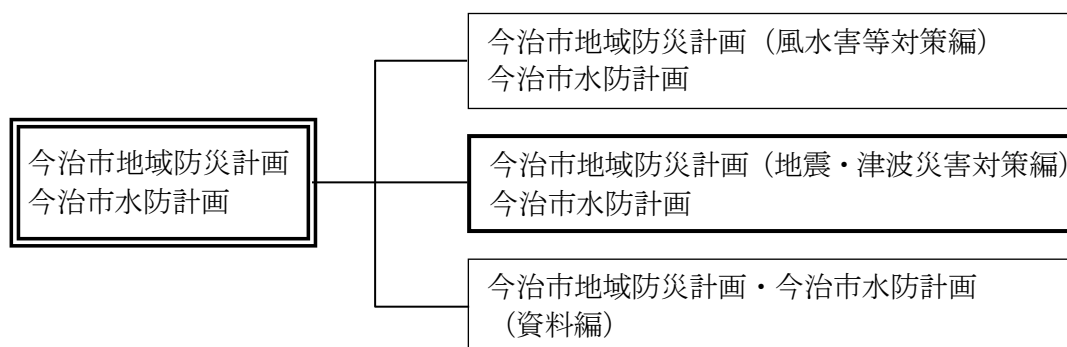 今治市地域防災計画
今治市水防計画
今治市地域防災計画（風水害等対策編）
今治市水防計画
今治市地域防災計画（地震・津波災害対策編）
今治市水防計画
今治市地域防災計画・今治市水防計画
（資料編）